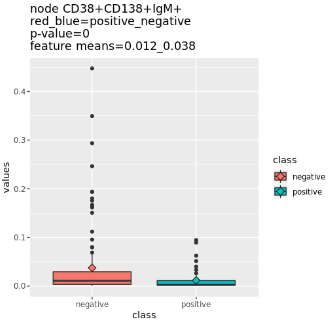 node CD38+CD138+IgM+
red_blue=positive_negative
p-value=0
feature means=0.012_0.038
values
0.4
0.3
0.2
0.1
0.0
negative
positive
class
class
negative
positive